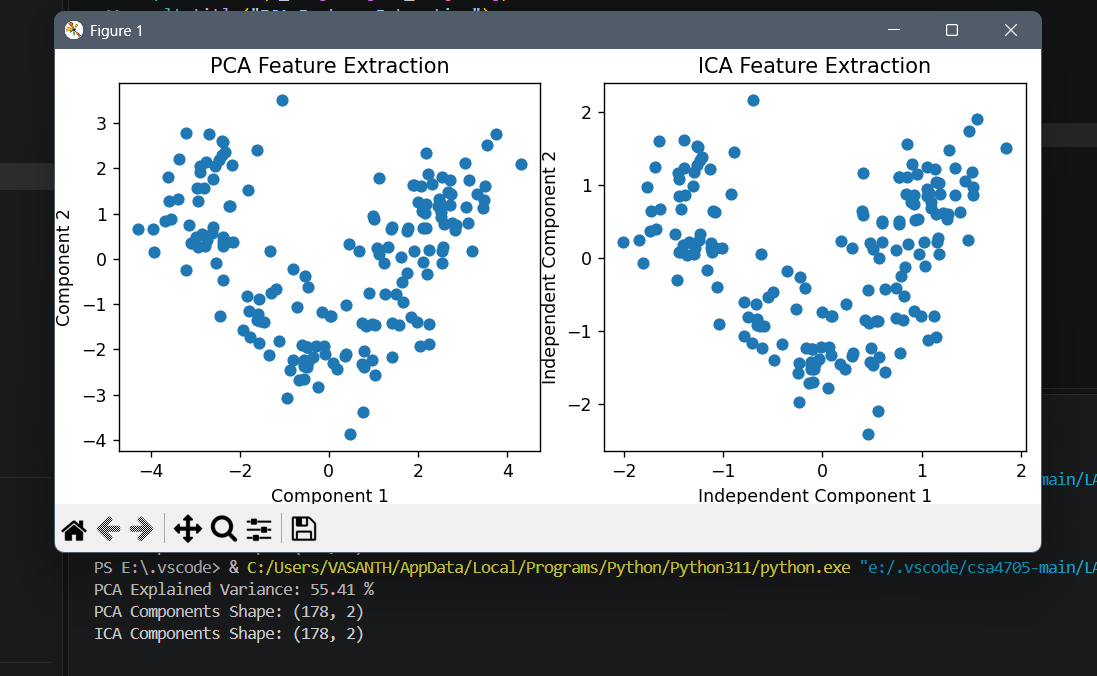 Figure 1
PCA Feature Extraction
ICA Feature Extraction
3
2
1
0
−1
−2
−3
−4
Component 2
−4 −2 0 2 4
Component 1
2
1
0
−1
−2
Independent Component 2
−2 −1 0 1 2
Independent Component 1
main/LA
PS E:\.vscode> & C:/Users/VASANTH/AppData/Local/Programs/Python/Python311/python.exe "e:/.vscode/csa4705-main/LA
PCA Explained Variance: 55.41 %
PCA Components Shape: (178, 2)
ICA Components Shape: (178, 2)